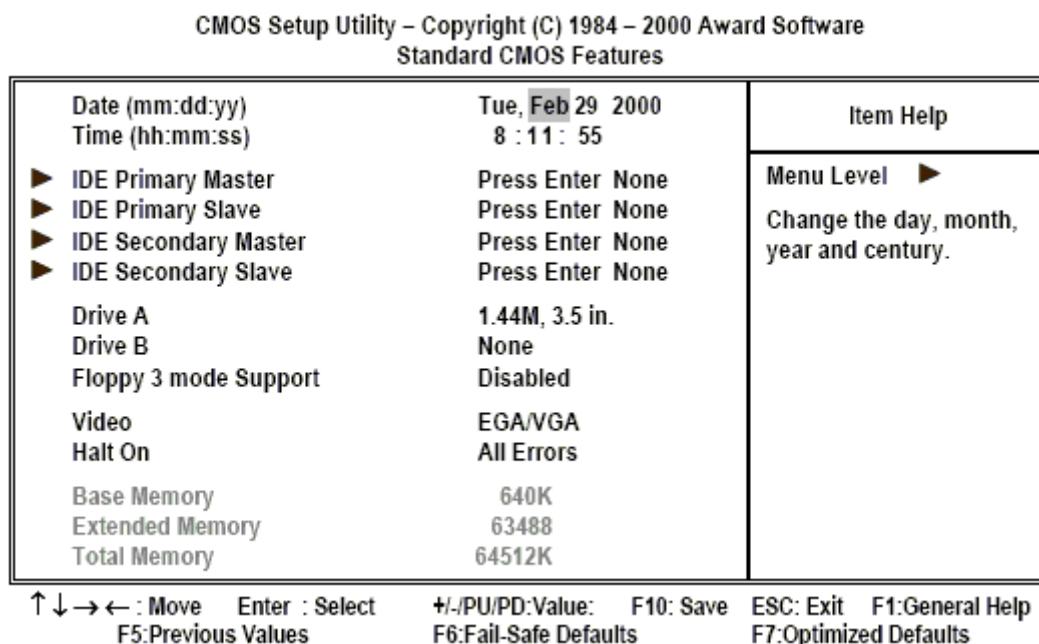 CMOS Setup Utility – Copyright (C) 1984 – 2000 Award Software
Standard CMOS Features
Date (mm:dd:yy) Tue, Feb 29 2000
Time (hh:mm:ss) 8 : 11 : 55
IDE Primary Master Press Enter None
IDE Primary Slave Press Enter None
IDE Secondary Master Press Enter None
IDE Secondary Slave Press Enter None
Drive A 1.44M, 3.5 in.
Drive B None
Floppy 3 mode Support Disabled
Video EGA/VGA
Halt On All Errors
Base Memory 640K
Extended Memory 63488
Total Memory 64512K
Item Help
Menu Level ►
Change the day, month,
year and century.
↑↓→← : Move Enter : Select +/-/PU/PD:Value: F10: Save ESC: Exit F1:General Help
F5:Previous Values F6:Fail-Safe Defaults F7:Optimized Defaults